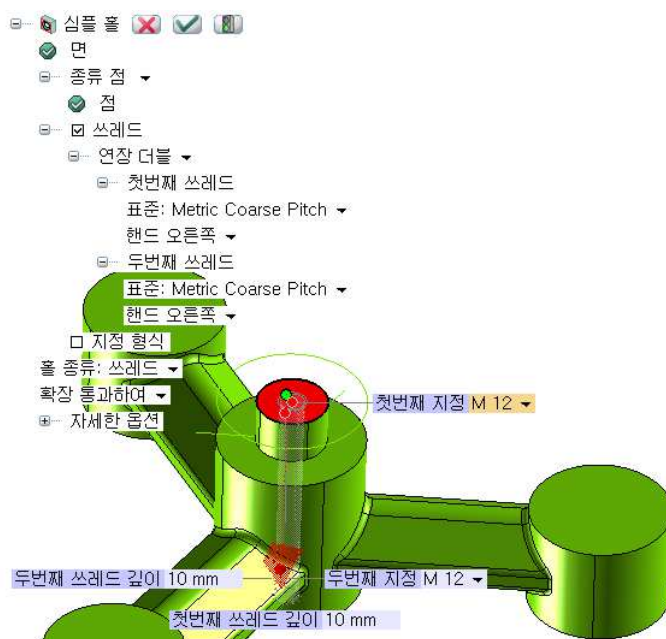 심플 홀
면
종류 점
점
쓰레드
연장 더블
첫번째 쓰레드
표준: Metric Coarse Pitch
핸드 오른쪽
두번째 쓰레드
표준: Metric Coarse Pitch
핸드 오른쪽
지정 형식
홀 종류: 쓰레드
확장 통과하여
첫번째 지정 M 12
자세한 옵션
두번째 쓰레드 깊이 10 mm
두번째 지정 M 12
첫번째 쓰레드 깊이 10 mm